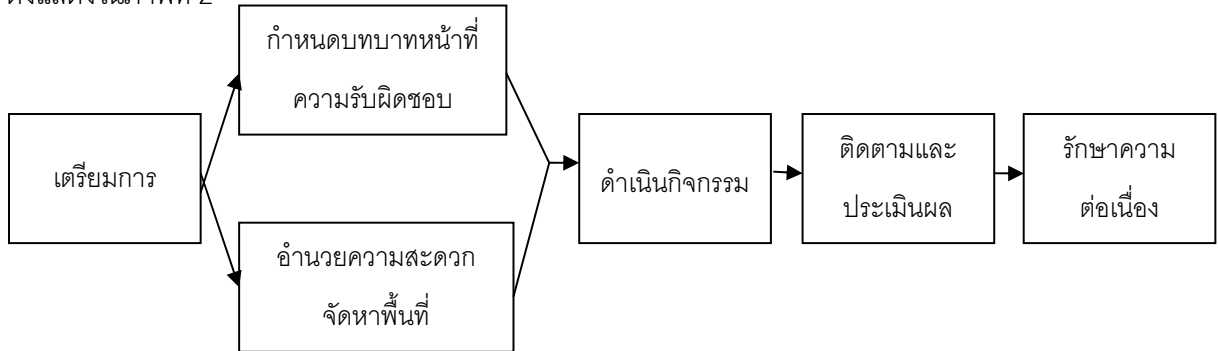 ดังแสดงในภาพที่ 2
กำหนดบทบาทหน้าที่
ความรับผิดชอบ
เตรียมการ
อำนวยความสะดวก
จัดหาพื้นที่
ดำเนินกิจกรรม
ติดตามและ
ประเมินผล
รักษาความ
ต่อเนื่อง